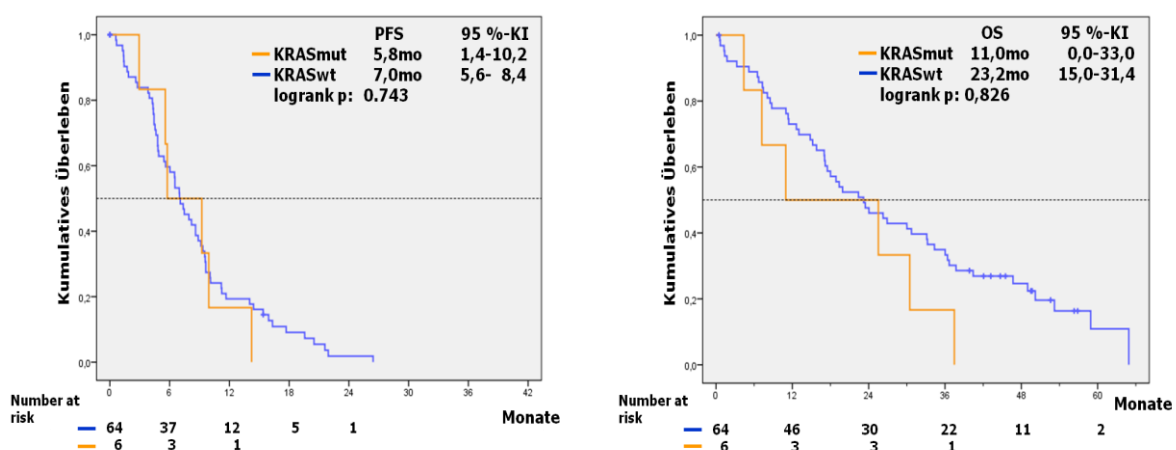 PFS 95 %-KI
KRASmut 5,8mo 1,4-10,2
KRASwt 7,0mo 5,6- 8,4
logrank p: 0.743
Kumulatives Überleben
1,0
0,8
0,6
0,4
0,2
0,0
0 6 12 18 24 30 36 42
Monate
Number at
risk
64 37 12 5 1
6 3 1
OS 95 %-KI
KRASmut 11,0mo 0,0-33,0
KRASwt 23,2mo 15,0-31,4
logrank p: 0,826
Kumulatives Überleben
1,0
0,8
0,6
0,4
0,2
0,0
0 12 24 36 48 60
Monate
Number at
risk
64 46 30 22 11 2
6 3 3 1